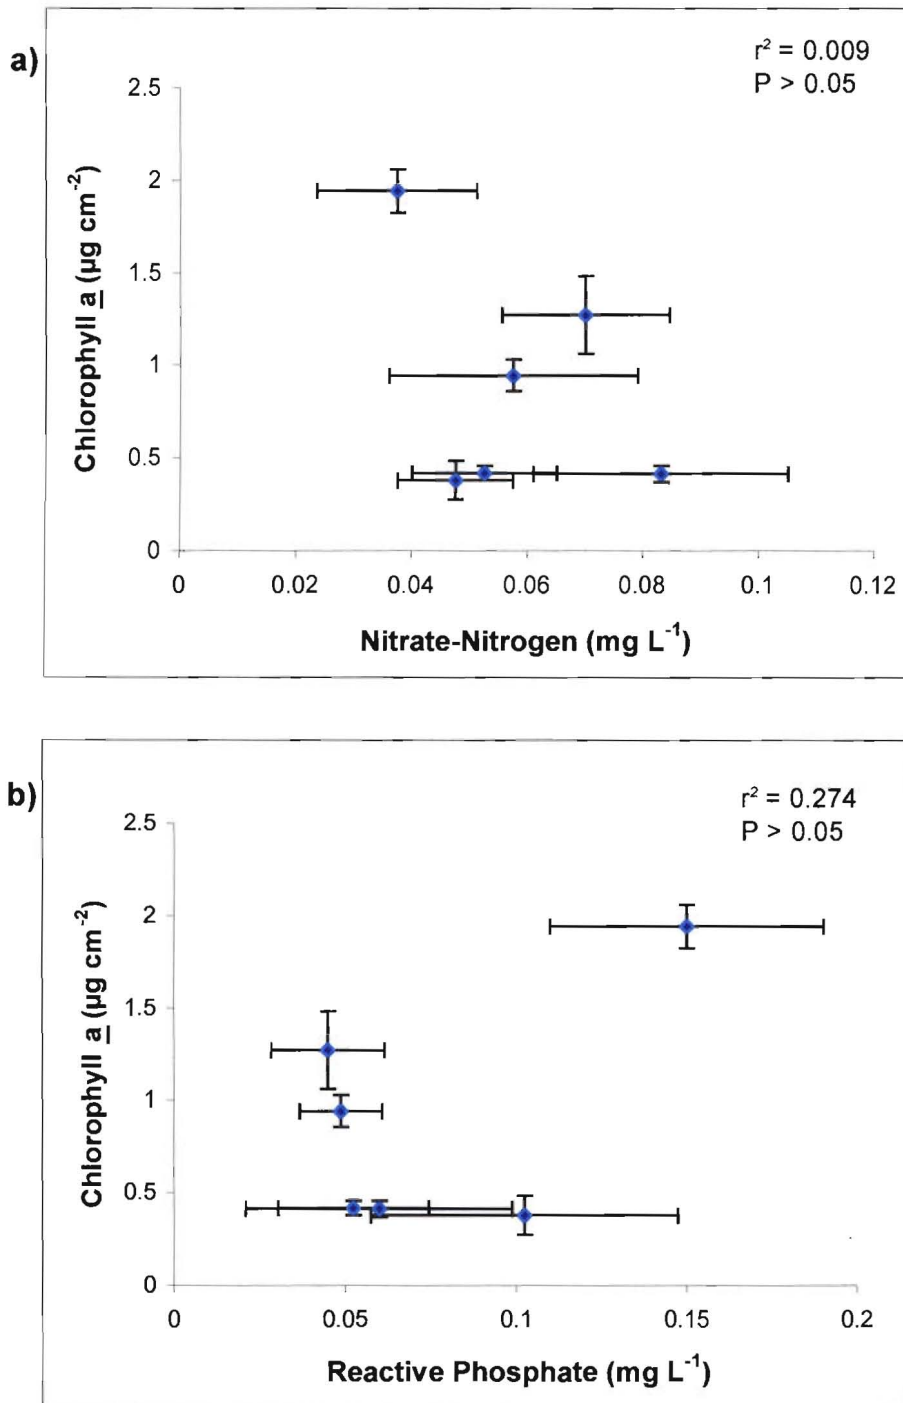 a)
r² = 0.009
P > 0.05
Chlorophyll a (µg cm⁻²)
2.5
2
1.5
1
0.5
0
0
0.02
0.04
0.06
0.08
0.1
0.12
Nitrate-Nitrogen (mg L⁻¹)
b)
r² = 0.274
P > 0.05
Chlorophyll a (µg cm⁻²)
2.5
2
1.5
1
0.5
0
0
0.05
0.1
0.15
0.2
Reactive Phosphate (mg L⁻¹)